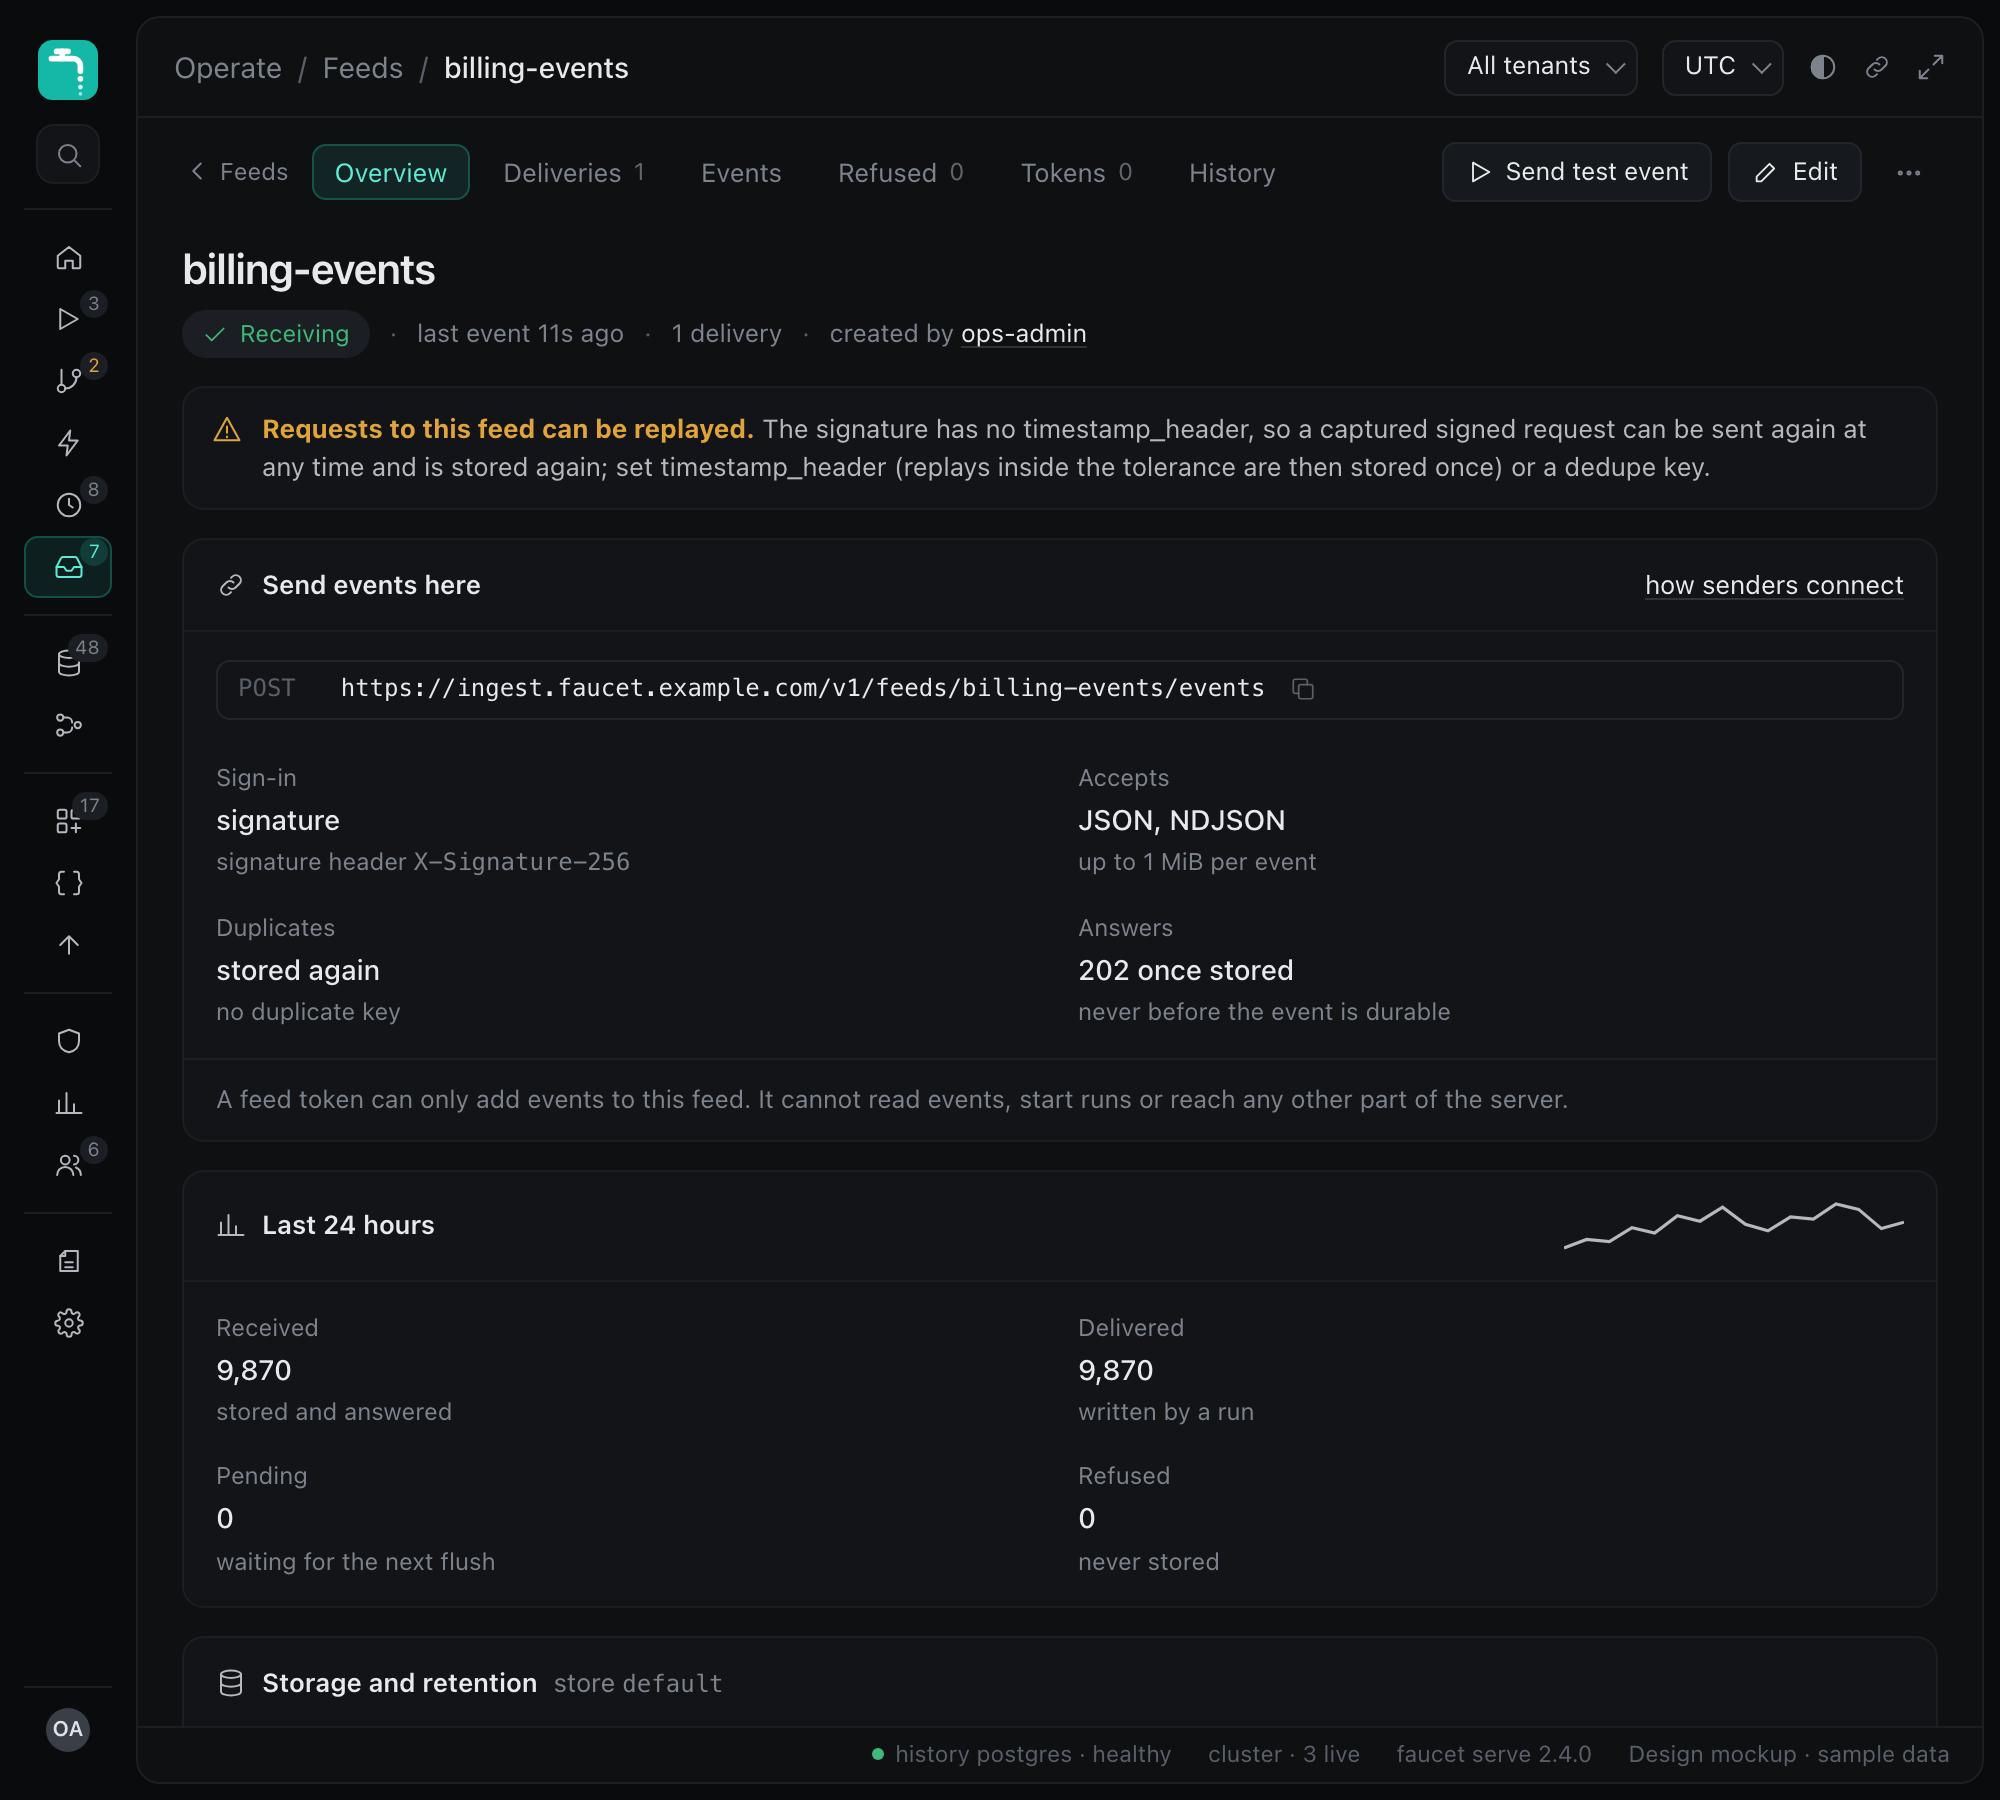 Operate / Feeds / billing-events
All tenants
UTC
Feeds
Overview
Deliveries 1
Events
Refused 0
Tokens 0
History
Send test event
Edit
billing-events
Receiving · last event 11s ago · 1 delivery · created by ops-admin
Requests to this feed can be replayed. The signature has no timestamp_header, so a captured signed request can be sent again at
any time and is stored again; set timestamp_header (replays inside the tolerance are then stored once) or a dedupe key.
Send events here
how senders connect
POST https://ingest.faucet.example.com/v1/feeds/billing-events/events
Sign-in
signature
signature header X-Signature-256
Accepts
JSON, NDJSON
up to 1 MiB per event
Duplicates
stored again
no duplicate key
Answers
202 once stored
never before the event is durable
A feed token can only add events to this feed. It cannot read events, start runs or reach any other part of the server.
Last 24 hours
Received
9,870
stored and answered
Delivered
9,870
written by a run
Pending
0
waiting for the next flush
Refused
0
never stored
Storage and retention store default
history postgres · healthy
cluster · 3 live
faucet serve 2.4.0
Design mockup · sample data
3
2
8
7
48
17
6
OA